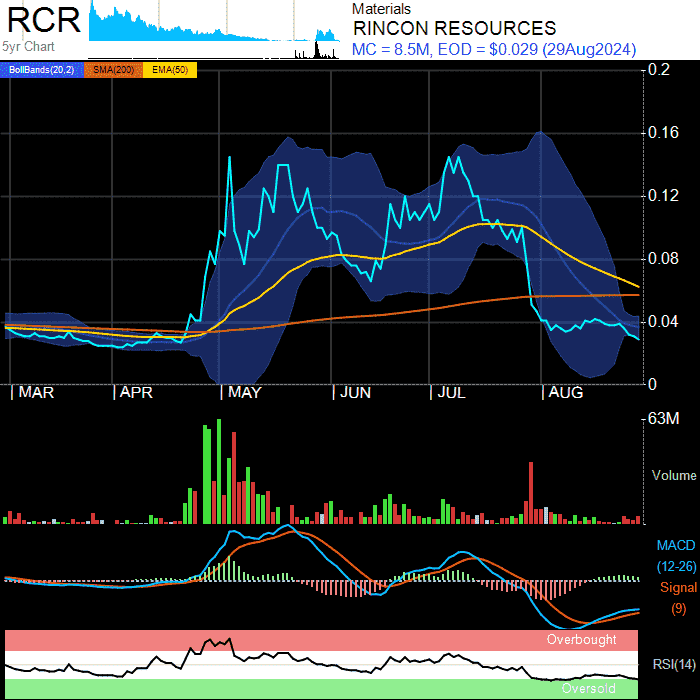 RCR
5yr Chart
Materials
RINCON RESOURCES
MC = 8.5M, EOD = $0.029 (29Aug2024)
BollBands(20,2) SMA(200) EMA(50)
0.2
0.16
0.12
0.08
0.04
0
MAR APR MAY JUN JUL AUG
63M
Volume
MACD
(12-26)
Signal
(9)
Overbought
RSI(14)
Oversold